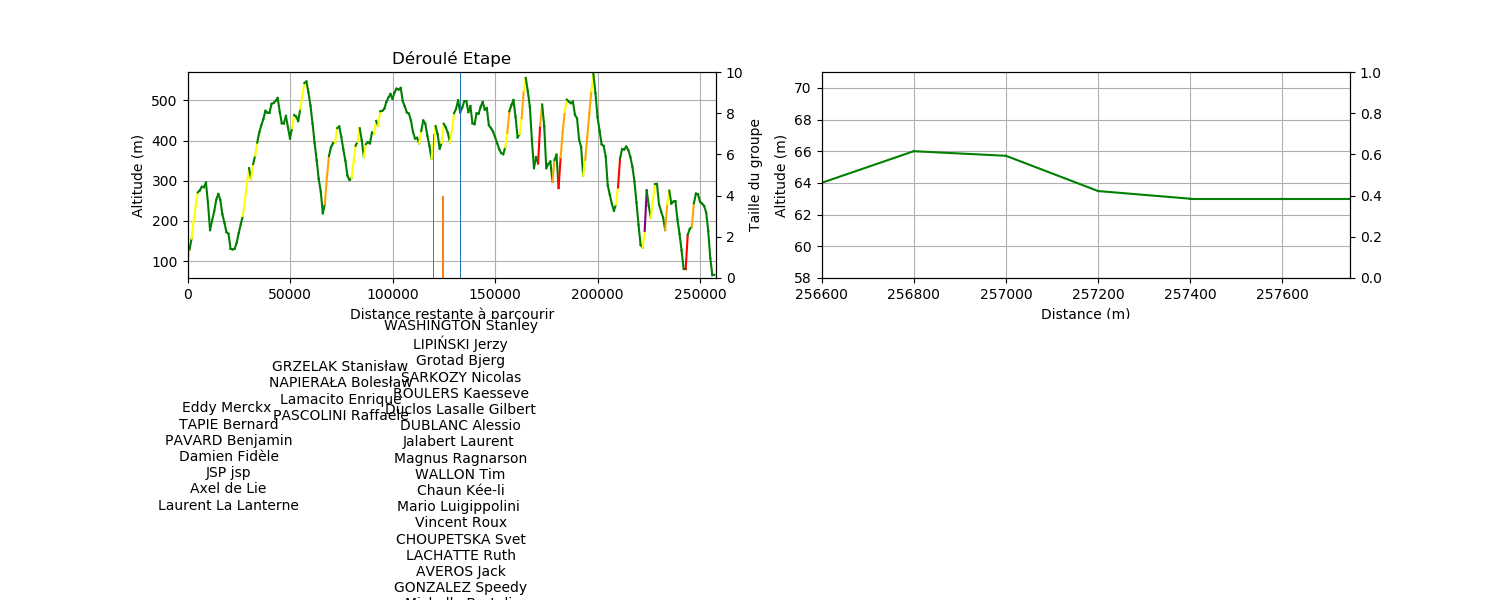 Déroulé Etape
500
400
300
200
100
Altitude (m)
0
50000
100000
150000
200000
250000
Distance restante à parcourir
10
8
6
4
2
0
Taille du groupe
70
68
66
64
62
60
58
Altitude (m)
256600
256800
257000
257200
257400
257600
Distance (m)
1.0
0.8
0.6
0.4
0.2
0.0
Eddy Merckx
TAPIE Bernard
PAVARD Benjamin
Damien Fidèle
JSP jsp
Axel de Lie
Laurent La Lanterne
GRZELAK Stanisław
NAPIERAŁA Bolesław
Lamacito Enrique
PASCOLINI Raffaele
WASHINGTON Stanley
LIPIŃSKI Jerzy
Grotad Bjerg
SARKOZY Nicolas
ROULERS Kaesseve
Duclos Lasalle Gilbert
DUBLANC Alessio
Jalabert Laurent
Magnus Ragnarson
WALLON Tim
Chaun Kée-li
Mario Luigippolini
Vincent Roux
CHOUPETSKA Svet
LACHATTE Ruth
AVEROS Jack
GONZALEZ Speedy